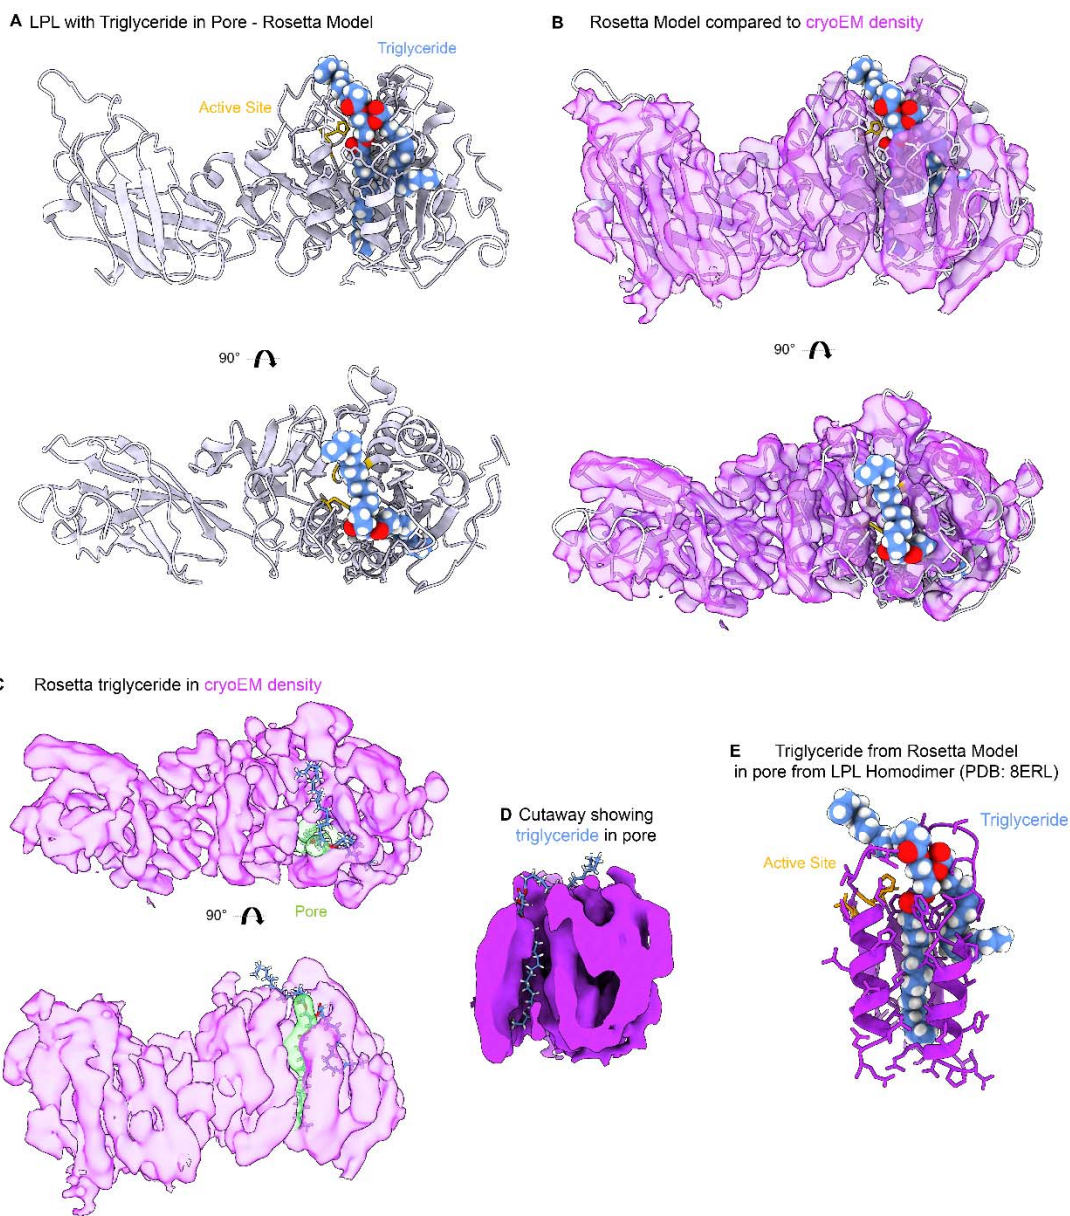 A LPL with Triglyceride in Pore - Rosetta Model
Triglyceride
Active Site
90°
B Rosetta Model compared to cryoEM density
90°
C Rosetta triglyceride in cryoEM density
90°
Pore
D Cutaway showing
triglyceride in pore
E Triglyceride from Rosetta Model
in pore from LPL Homodimer (PDB: 8ERL)
Triglyceride
Active Site